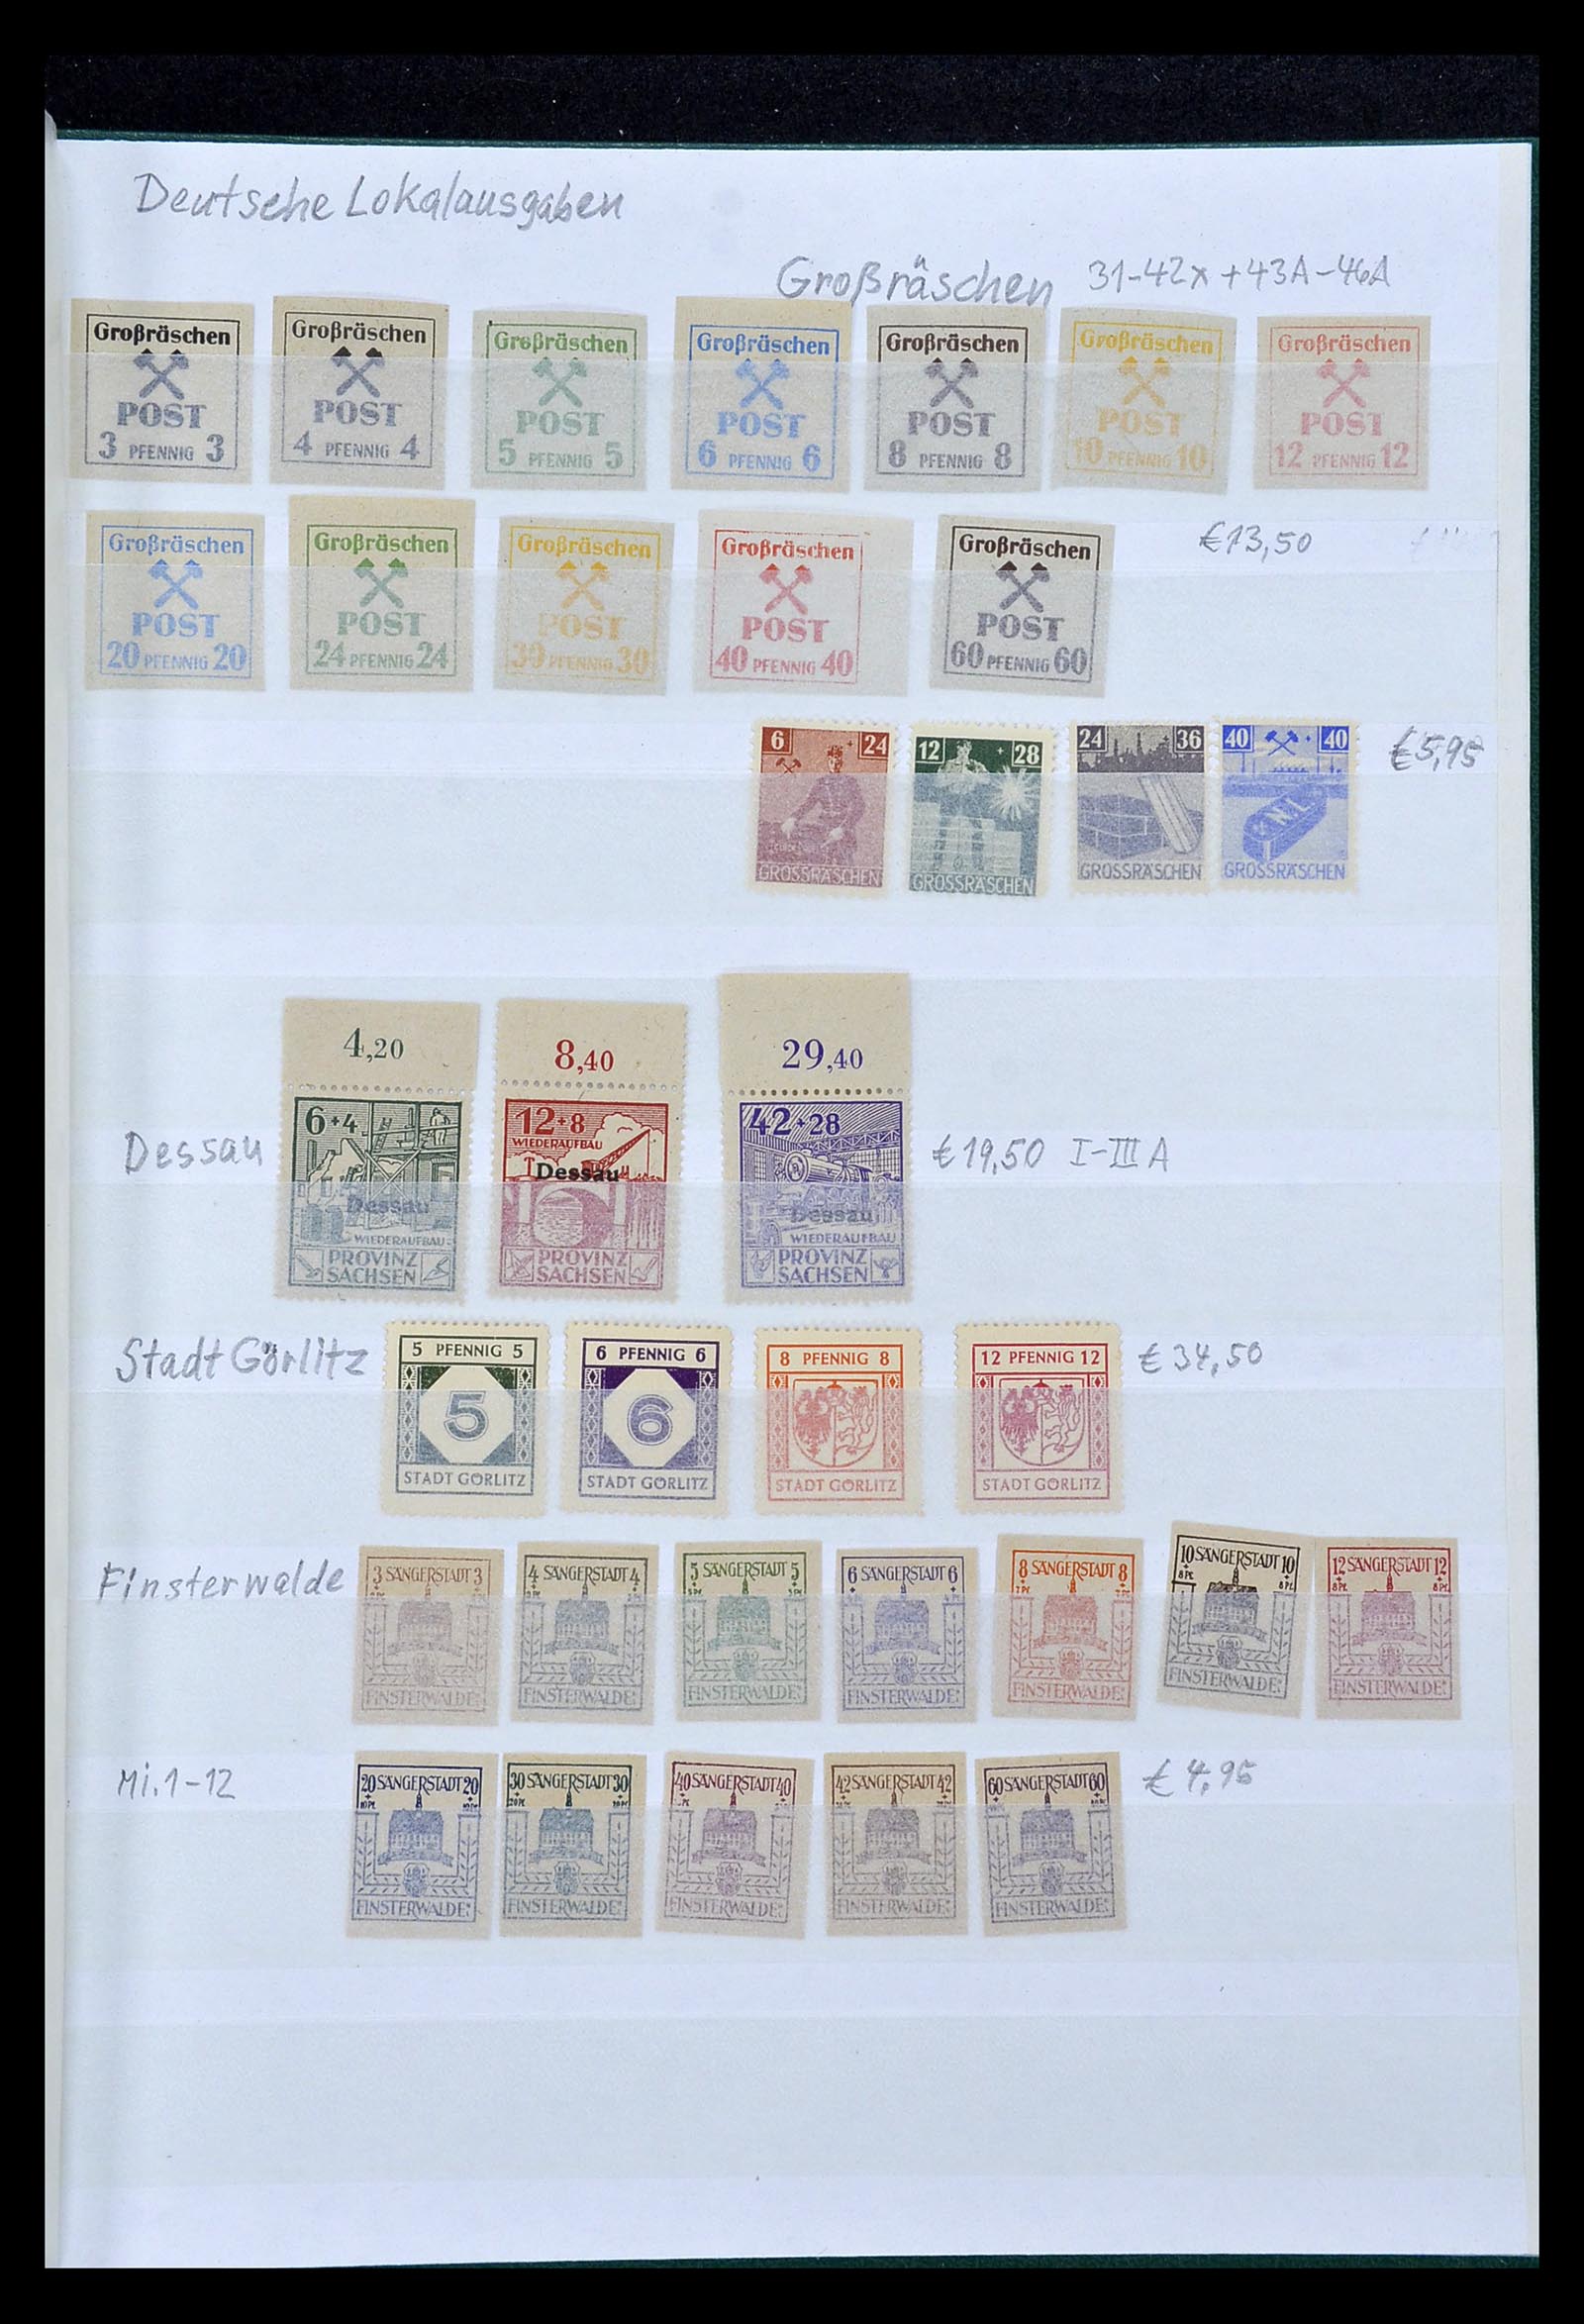 Deutsche Lokalausgaben
Großräschen 31-42x + 43A-46A
Großräschen
POST
3 PFENNIG 3
Großräschen
POST
4 PFENNIG 4
Großräschen
POST
5 PFENNIG 5
Großräschen
POST
6 PFENNIG 6
Großräschen
POST
8 PFENNIG 8
Großräschen
POST
10 PFENNIG 10
Großräschen
POST
12 PFENNIG 12
Großräschen
POST
20 PFENNIG 20
Großräschen
POST
24 PFENNIG 24
Großräschen
POST
30 PFENNIG 30
Großräschen
POST
40 PFENNIG 40
Großräschen
POST
60 PFENNIG 60
€13,50
6 24
GROSSRÄSCHEN
12 28
GROSSRÄSCHEN
24 36
GROSSRÄSCHEN
40 40
N.L.
GROSSRÄSCHEN
€5,95
4,20
8,40
29,40
Dessau
6+4
Dessau
WIEDERAUFBAU
PROVINZ
SACHSEN
12+8
WIEDERAUFBAU
Dessau
PROVINZ
SACHSEN
42+28
Dessau
WIEDERAUFBAU
PROVINZ
SACHSEN
€19,50 I-III A
Stadt Görlitz
5 PFENNIG 5
5
STADT GÖRLITZ
6 PFENNIG 6
6
STADT GÖRLITZ
8 PFENNIG 8
STADT GÖRLITZ
12 PFENNIG 12
STADT GÖRLITZ
€34,50
Finsterwalde
3 SÄNGERSTADT 3
FINSTERWALDE
4 SÄNGERSTADT 4
FINSTERWALDE
5 SÄNGERSTADT 5
FINSTERWALDE
6 SÄNGERSTADT 6
FINSTERWALDE
8 SÄNGERSTADT 8
FINSTERWALDE
10 SÄNGERSTADT 10
FINSTERWALDE
12 SÄNGERSTADT 12
FINSTERWALDE
Mi.1-12
20 SÄNGERSTADT 20
FINSTERWALDE
30 SÄNGERSTADT 30
FINSTERWALDE
40 SÄNGERSTADT 40
FINSTERWALDE
42 SÄNGERSTADT 42
FINSTERWALDE
60 SÄNGERSTADT 60
FINSTERWALDE
€4,95